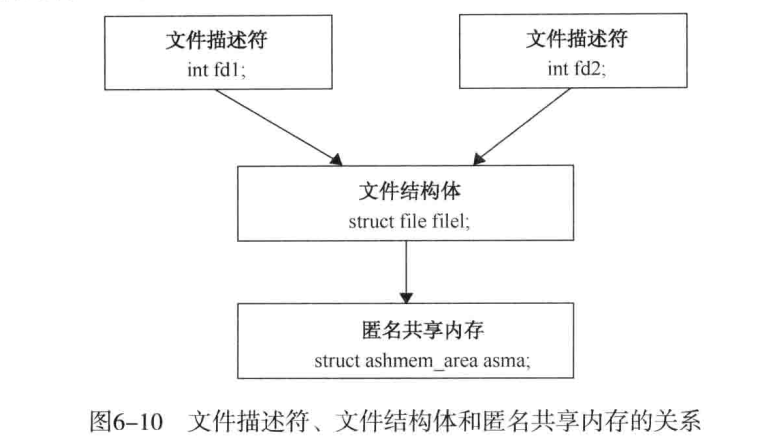 文件描述符
int fd1;
文件描述符
int fd2;
文件结构体
struct file file1;
匿名共享内存
struct ashmem_area asma;
图6-10 文件描述符、文件结构体和匿名共享内存的关系